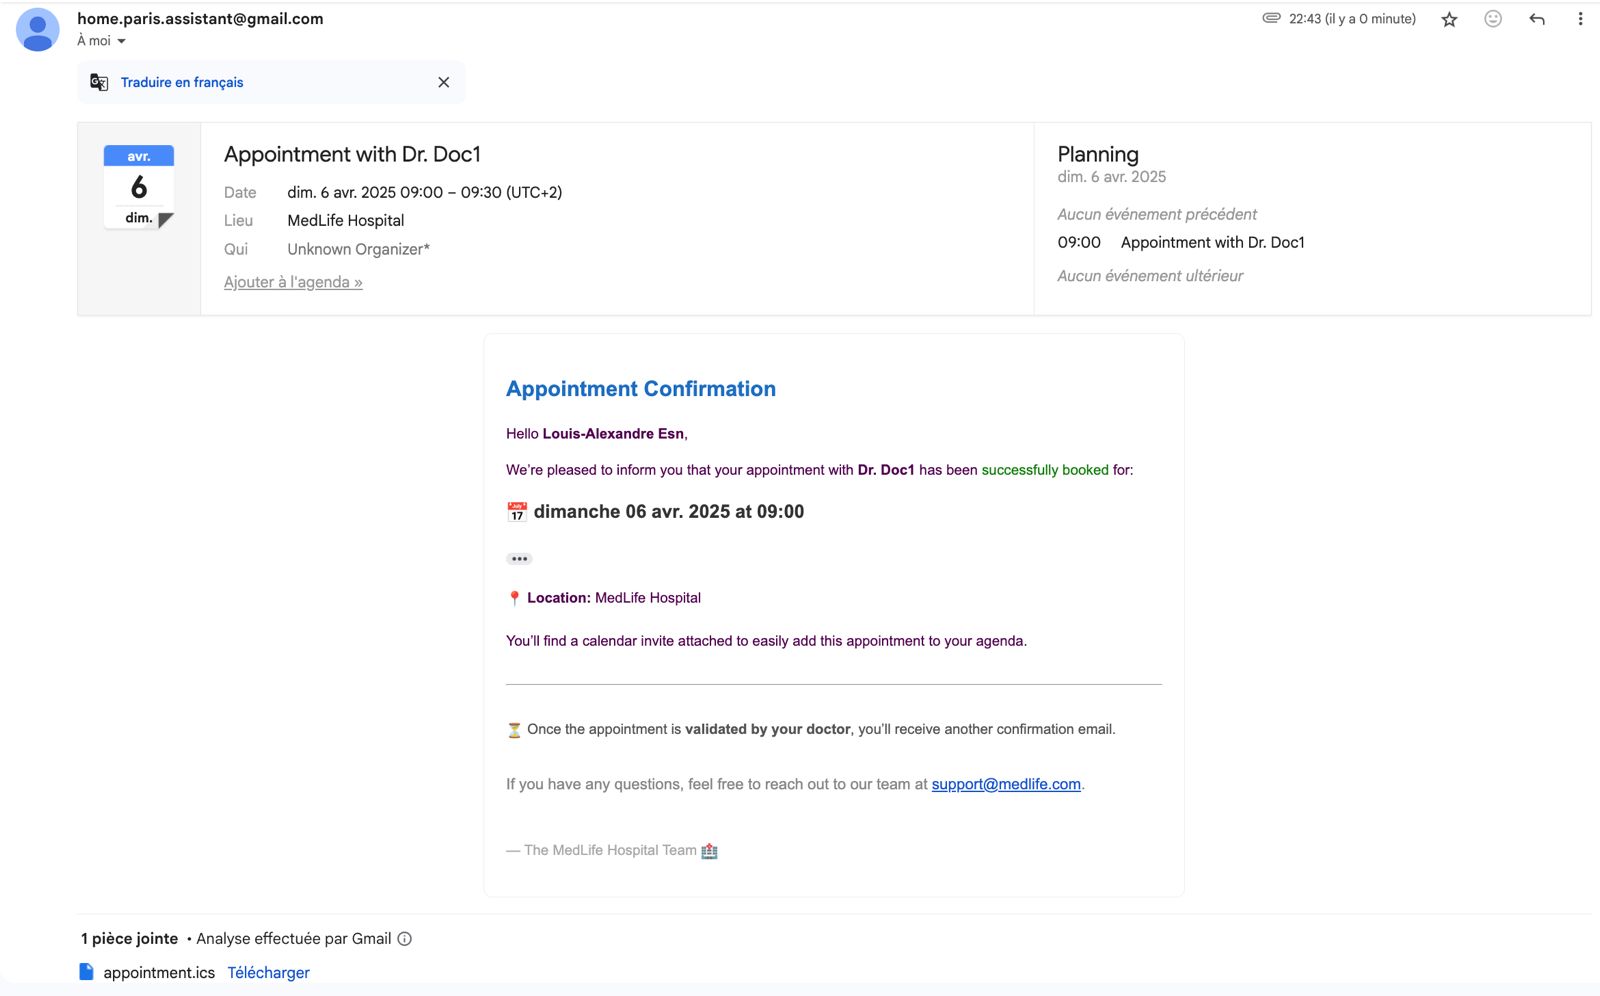 home.paris.assistant@gmail.com
22:43 (il y a 0 minute)
À moi
Traduire en français
avr.
6
dim.
Appointment with Dr. Doc1
Date dim. 6 avr. 2025 09:00 – 09:30 (UTC+2)
Lieu MedLife Hospital
Qui Unknown Organizer*
Ajouter à l'agenda »
Planning
dim. 6 avr. 2025
Aucun événement précédent
09:00 Appointment with Dr. Doc1
Aucun événement ultérieur
Appointment Confirmation
Hello Louis-Alexandre Esn,
We're pleased to inform you that your appointment with Dr. Doc1 has been successfully booked for:
📅 dimanche 06 avr. 2025 at 09:00
•••
📍 Location: MedLife Hospital
You'll find a calendar invite attached to easily add this appointment to your agenda.
⏳ Once the appointment is validated by your doctor, you'll receive another confirmation email.
If you have any questions, feel free to reach out to our team at support@medlife.com.
— The MedLife Hospital Team 🏥
1 pièce jointe • Analyse effectuée par Gmail
appointment.ics Télécharger